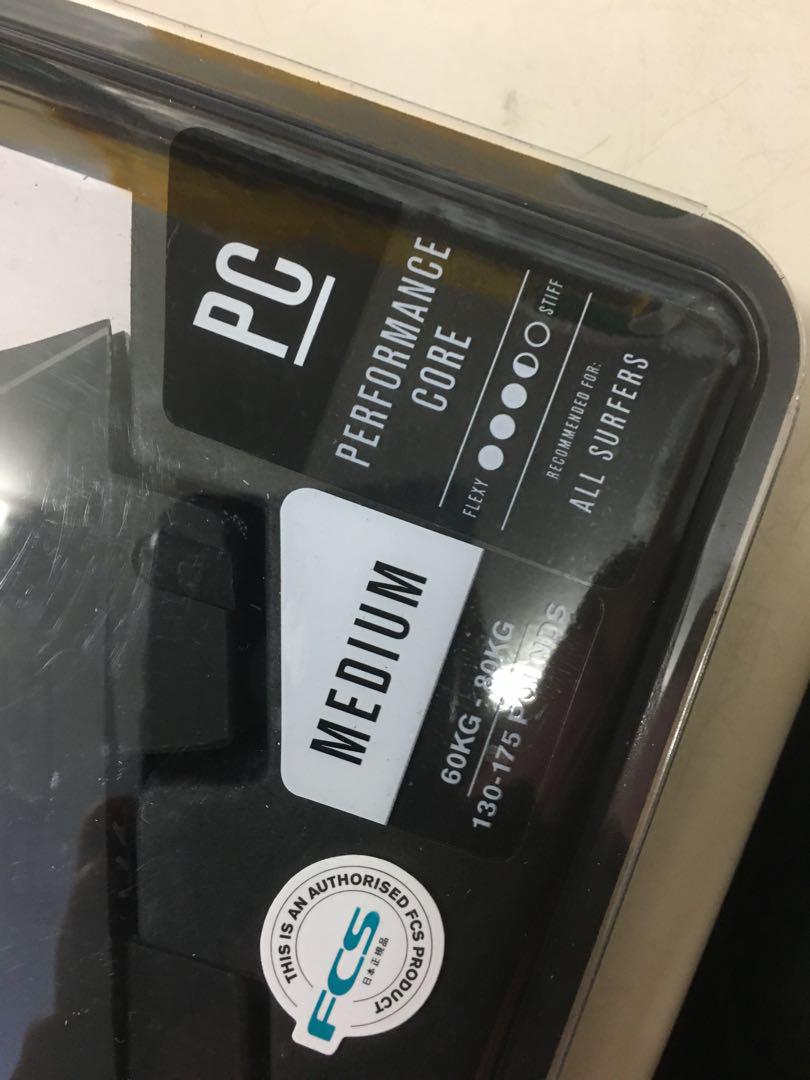 PC
PERFORMANCE
CORE
FLEXY
STIFF
RECOMMENDED FOR:
ALL SURFERS
MEDIUM
60KG - 80KG
130-175 POUNDS
THIS IS AN AUTHORISED FCS PRODUCT
FCS
日本正規品